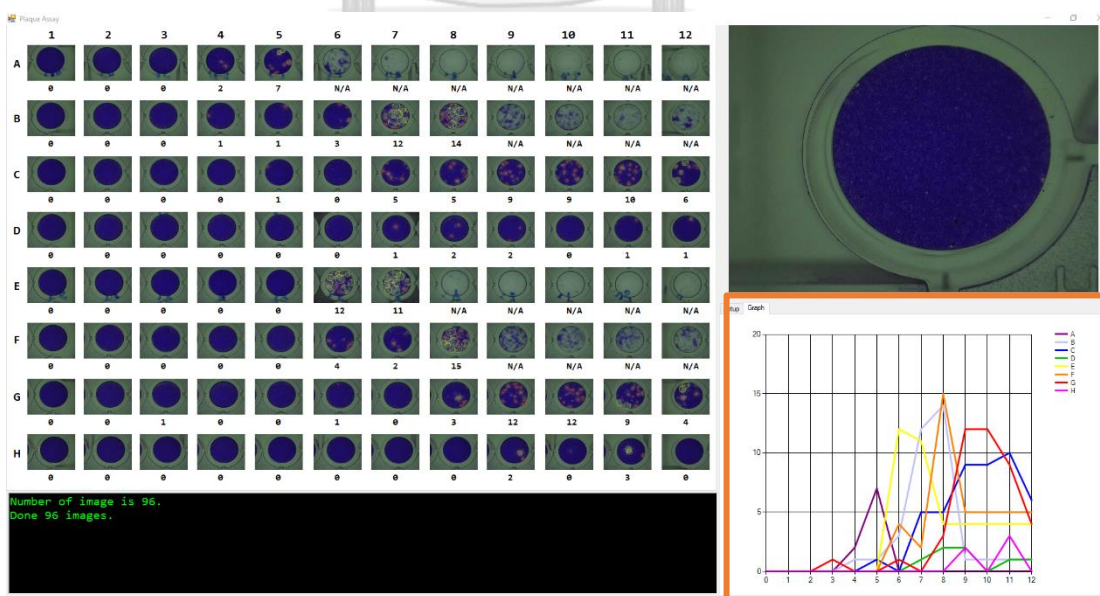 Plaque Assay
1 2 3 4 5 6 7 8 9 10 11 12
A
0 0 0 2 7 N/A N/A N/A N/A N/A N/A N/A
B
0 0 0 1 1 3 12 14 N/A N/A N/A N/A
C
0 0 0 0 1 0 5 5 9 9 10 6
D
0 0 0 0 0 0 1 2 2 0 1 1
E
0 0 0 0 0 12 11 N/A N/A N/A N/A N/A
F
0 0 0 0 0 4 2 15 N/A N/A N/A N/A
G
0 0 1 0 0 1 0 3 12 12 9 4
H
0 0 0 0 0 0 0 0 2 0 3 0
Number of image is 96.
Done 96 images.
tup Graph
20
15
10
5
0
0 1 2 3 4 5 6 7 8 9 10 11 12
A
B
C
D
E
F
G
H